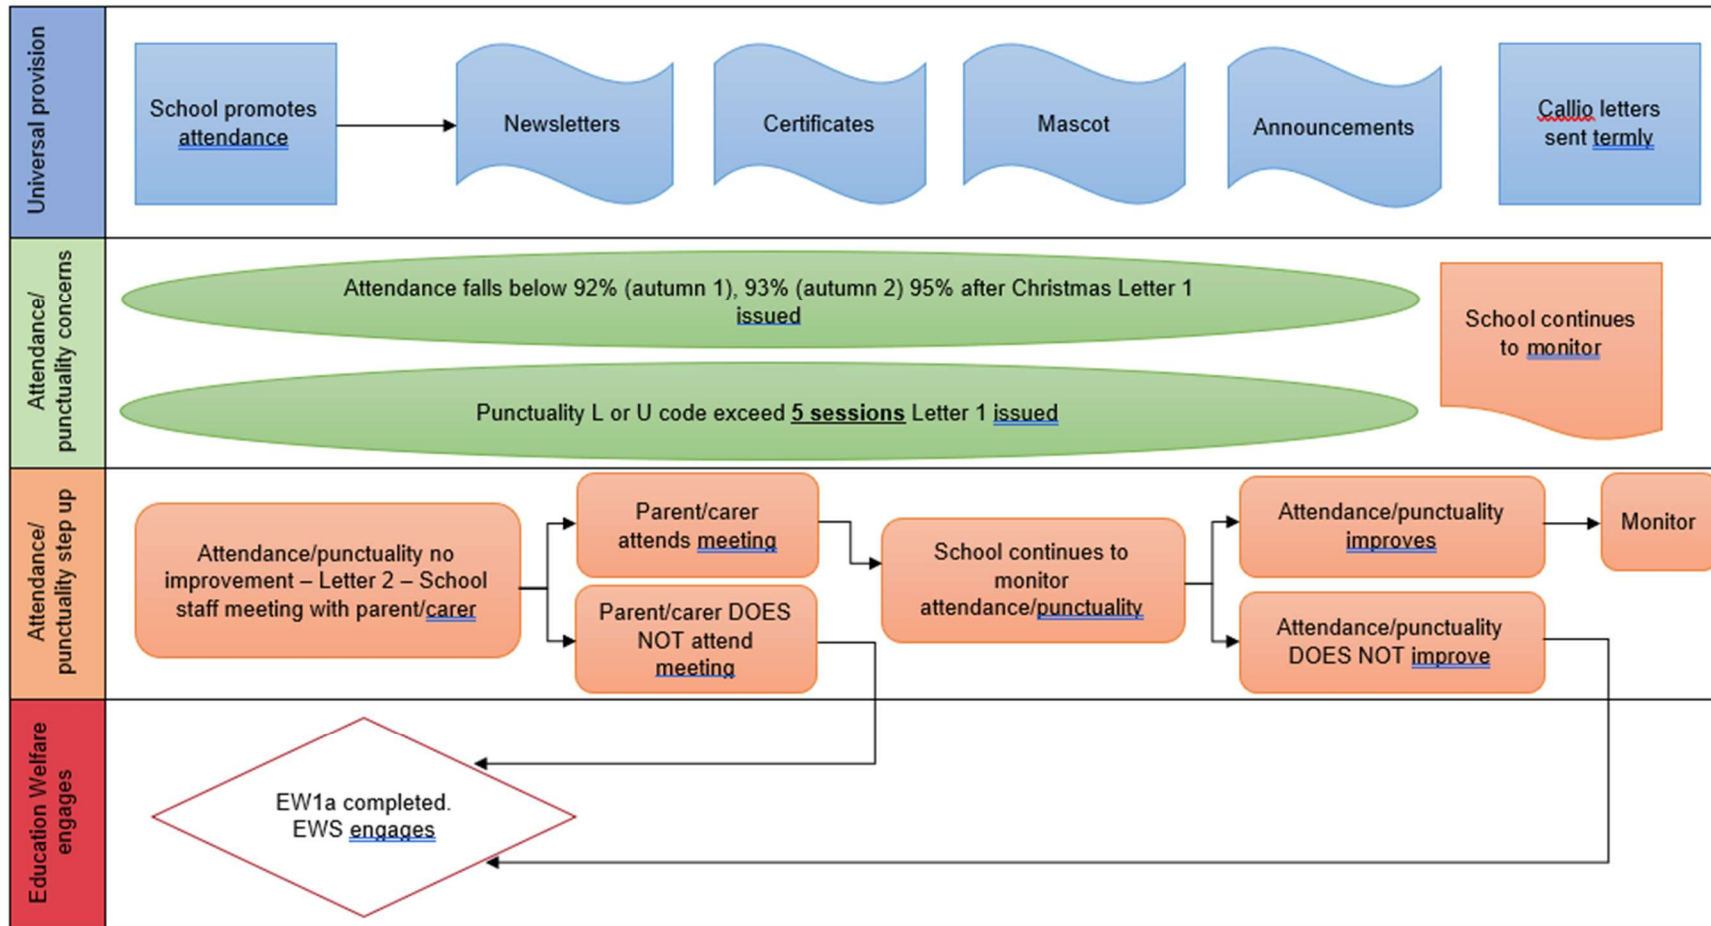 Universal provision
School promotes
attendance
Newsletters
Certificates
Mascot
Announcements
Callio letters
sent termly
Attendance/
punctuality concerns
Attendance falls below 92% (autumn 1), 93% (autumn 2) 95% after Christmas Letter 1
issued
Punctuality L or U code exceed 5 sessions Letter 1 issued
School continues
to monitor
Attendance/
punctuality step up
Attendance/punctuality no
improvement – Letter 2 – School
staff meeting with parent/carer
Parent/carer
attends meeting
Parent/carer DOES
NOT attend
meeting
School continues to
monitor
attendance/punctuality
Attendance/punctuality
improves
Monitor
Attendance/punctuality
DOES NOT improve
Education Welfare
engages
EW1a completed.
EWS engages